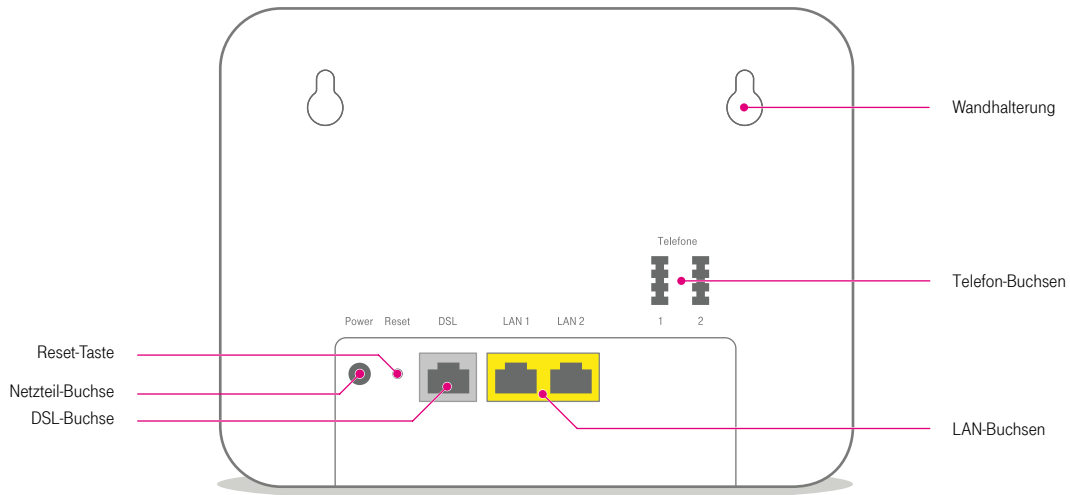 Wandhalterung
Telefone
Telefon-Buchsen
1 2
Power Reset DSL LAN 1 LAN 2
Reset-Taste
Netzteil-Buchse
DSL-Buchse
LAN-Buchsen